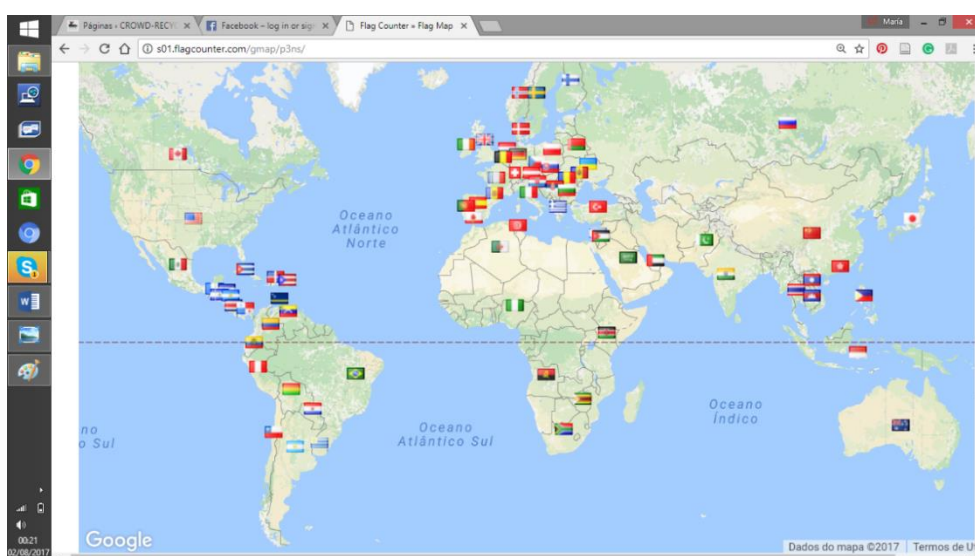 Páginas ‹ CROWD-RECYC
Facebook – log in or sign
Flag Counter » Flag Map
María
s01.flagcounter.com/gmap/p3ns/
Oceano
Atlântico
Norte
Oceano
Atlântico Sul
Oceano
Índico
no
o Sul
Google
Dados do mapa ©2017
Termos de U
00:21
02/08/2017